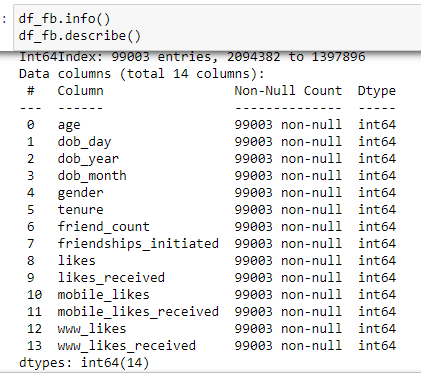 : df_fb.info()
df_fb.describe()
Int64Index: 99003 entries, 2094382 to 1397896
Data columns (total 14 columns):
#   Column                 Non-Null Count  Dtype
---  ------                 --------------  -----
0   age                    99003 non-null  int64
1   dob_day                99003 non-null  int64
2   dob_year               99003 non-null  int64
3   dob_month              99003 non-null  int64
4   gender                 99003 non-null  int64
5   tenure                 99003 non-null  int64
6   friend_count           99003 non-null  int64
7   friendships_initiated  99003 non-null  int64
8   likes                  99003 non-null  int64
9   likes_received         99003 non-null  int64
10  mobile_likes           99003 non-null  int64
11  mobile_likes_received  99003 non-null  int64
12  www_likes              99003 non-null  int64
13  www_likes_received     99003 non-null  int64
dtypes: int64(14)